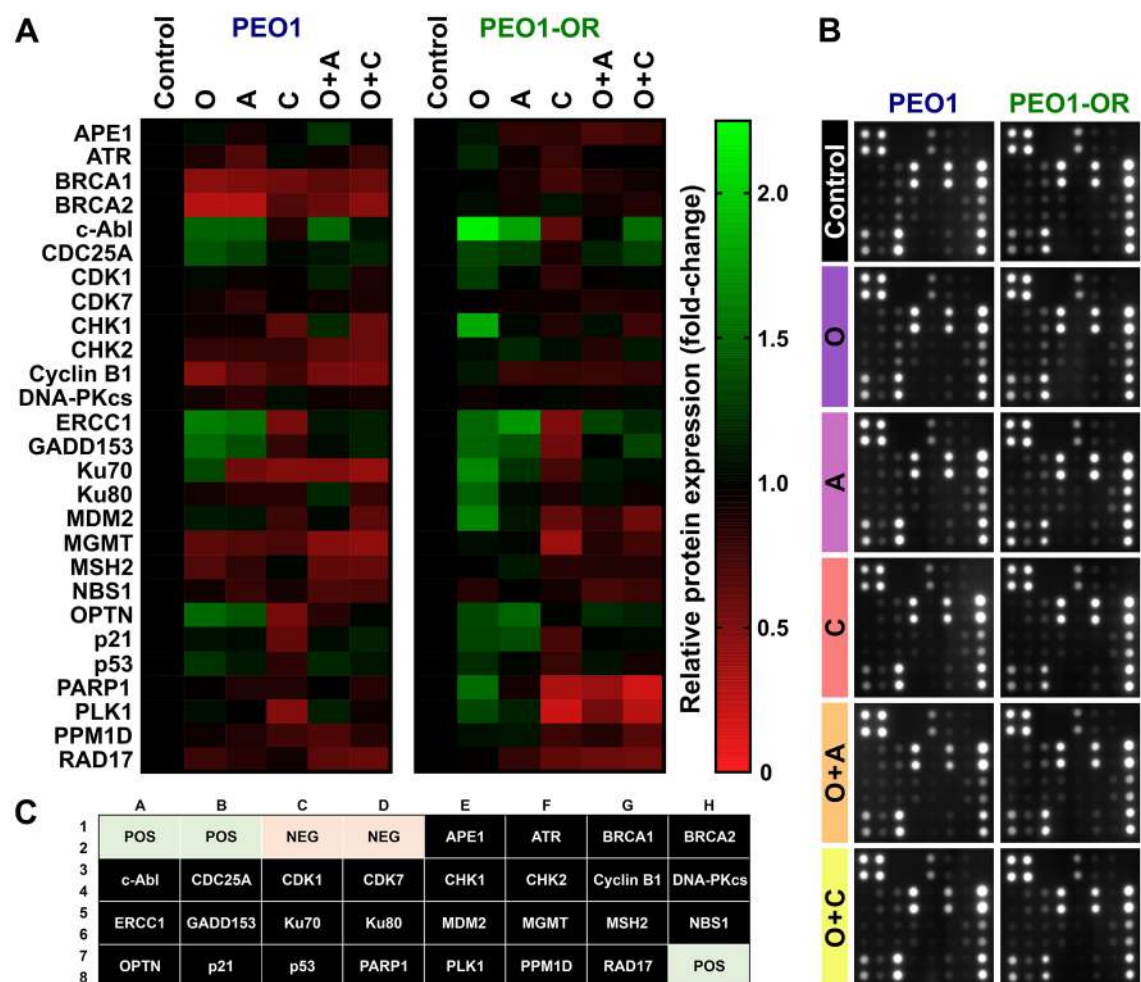 A
PEO1
PEO1-OR
Control
O
A
C
O+A
O+C
Control
O
A
C
O+A
O+C
APE1
ATR
BRCA1
BRCA2
c-Abl
CDC25A
CDK1
CDK7
CHK1
CHK2
Cyclin B1
DNA-PKcs
ERCC1
GADD153
Ku70
Ku80
MDM2
MGMT
MSH2
NBS1
OPTN
p21
p53
PARP1
PLK1
PPM1D
RAD17
Relative protein expression (fold-change)
2.0
1.5
1.0
0.5
0
B
PEO1 PEO1-OR
Control
O
A
C
O+A
O+C
C
A B C D E F G H
1
2
POS POS NEG NEG APE1 ATR BRCA1 BRCA2
3
4
c-Abl CDC25A CDK1 CDK7 CHK1 CHK2 Cyclin B1 DNA-PKcs
5
6
ERCC1 GADD153 Ku70 Ku80 MDM2 MGMT MSH2 NBS1
7
8
OPTN p21 p53 PARP1 PLK1 PPM1D RAD17 POS